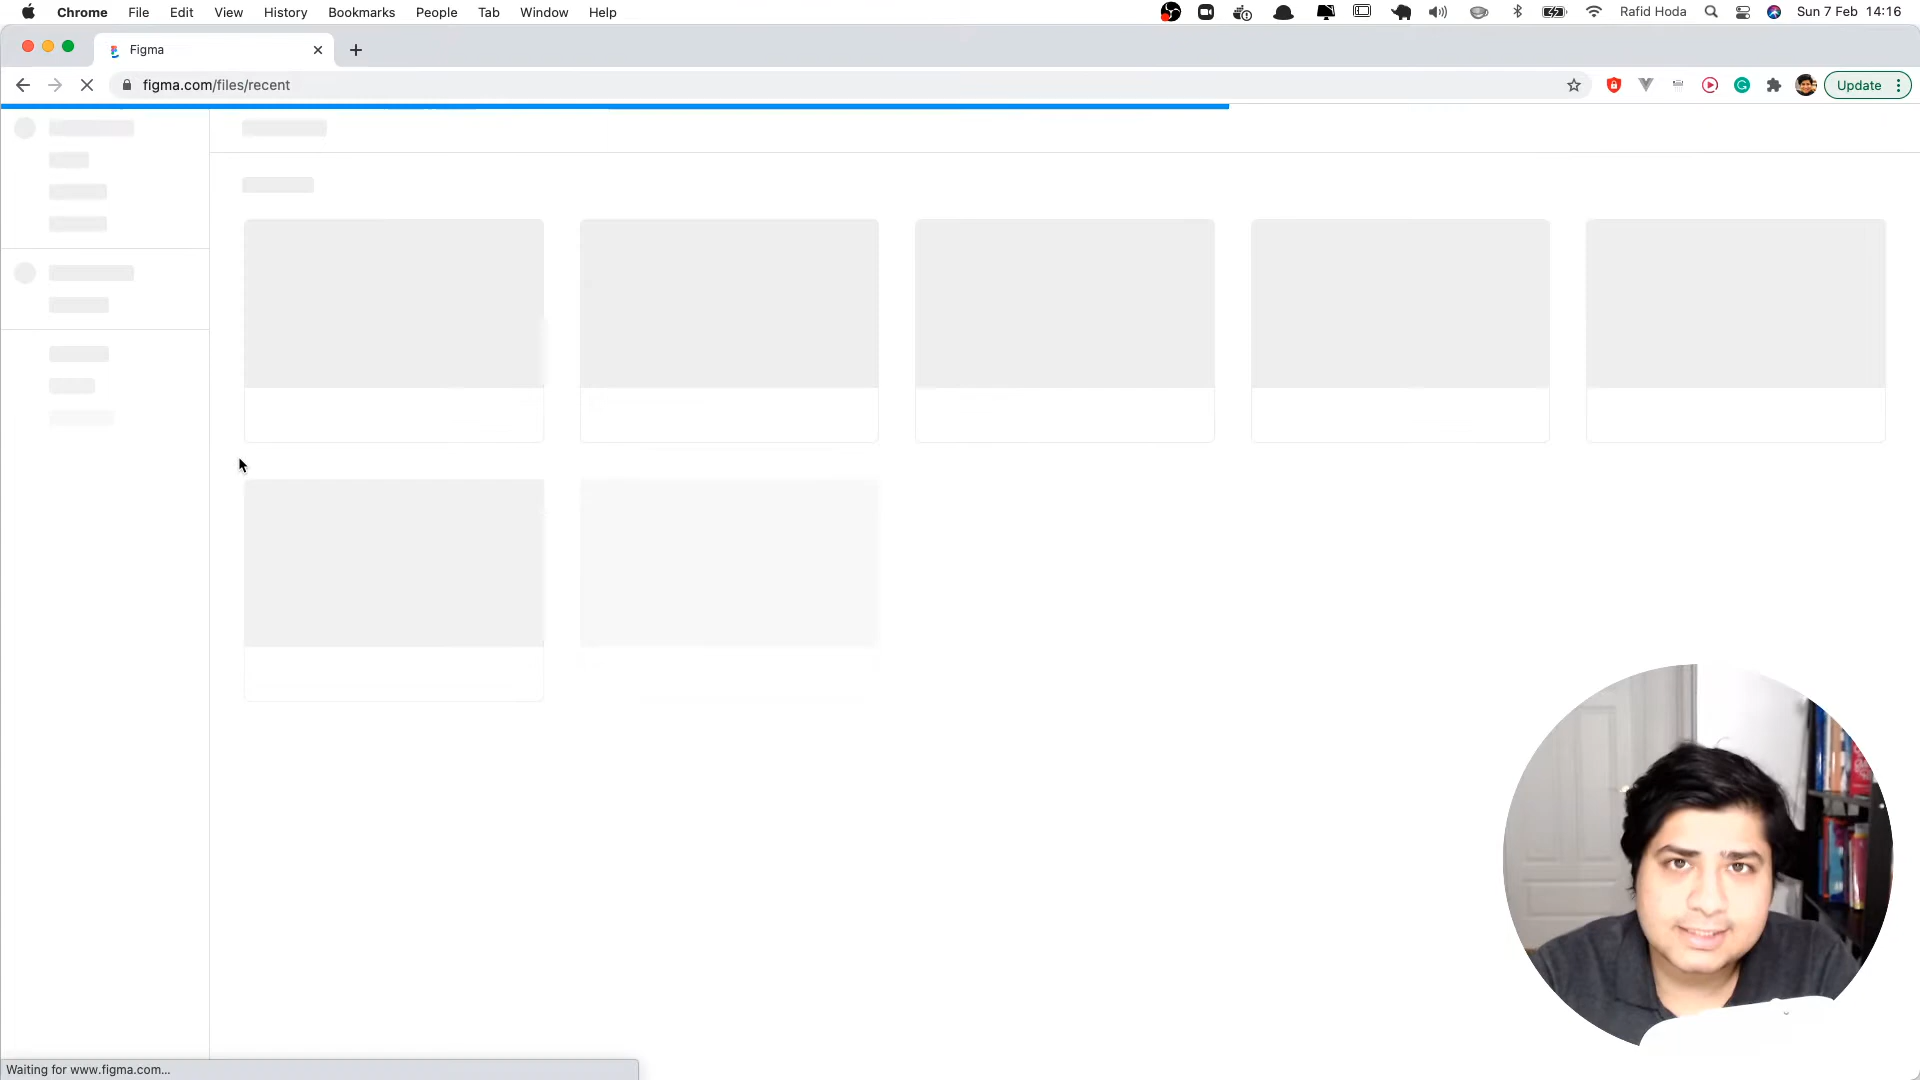 Chrome File Edit View History Bookmarks People Tab Window Help Rafid Hoda Sun 7 Feb 14:16
Figma
figma.com/files/recent Update
Waiting for www.figma.com...